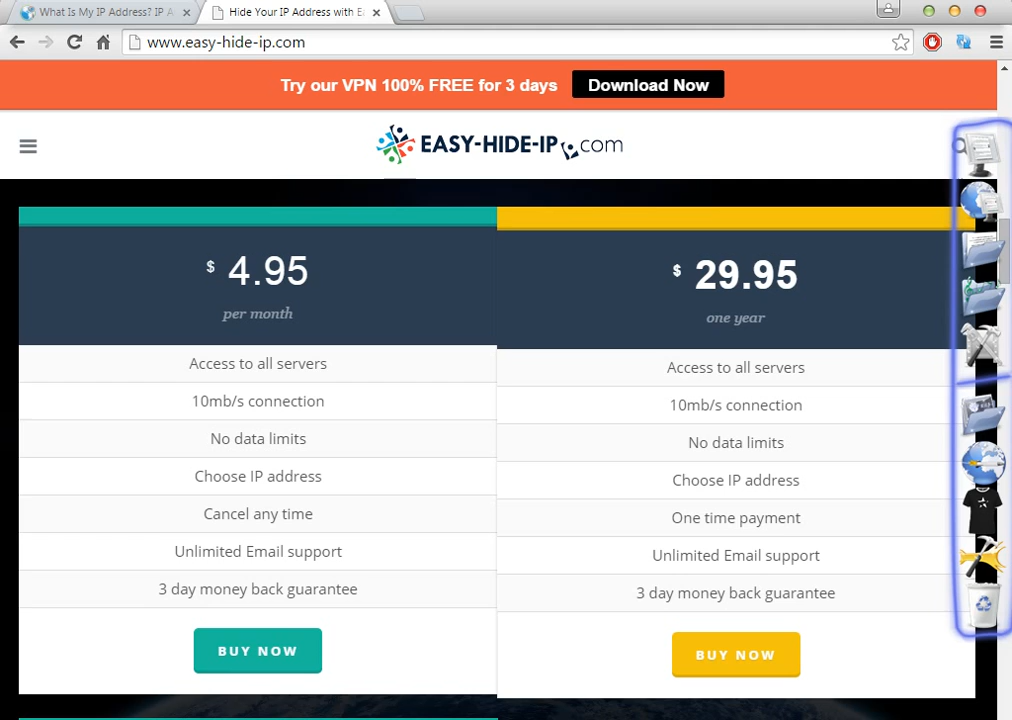 What Is My IP Address? IP A
Hide Your IP Address with Ea
www.easy-hide-ip.com
Try our VPN 100% FREE for 3 days
Download Now
EASY-HIDE-IP.com
$ 4.95
per month
Access to all servers
10mb/s connection
No data limits
Choose IP address
Cancel any time
Unlimited Email support
3 day money back guarantee
BUY NOW
$ 29.95
one year
Access to all servers
10mb/s connection
No data limits
Choose IP address
One time payment
Unlimited Email support
3 day money back guarantee
BUY NOW